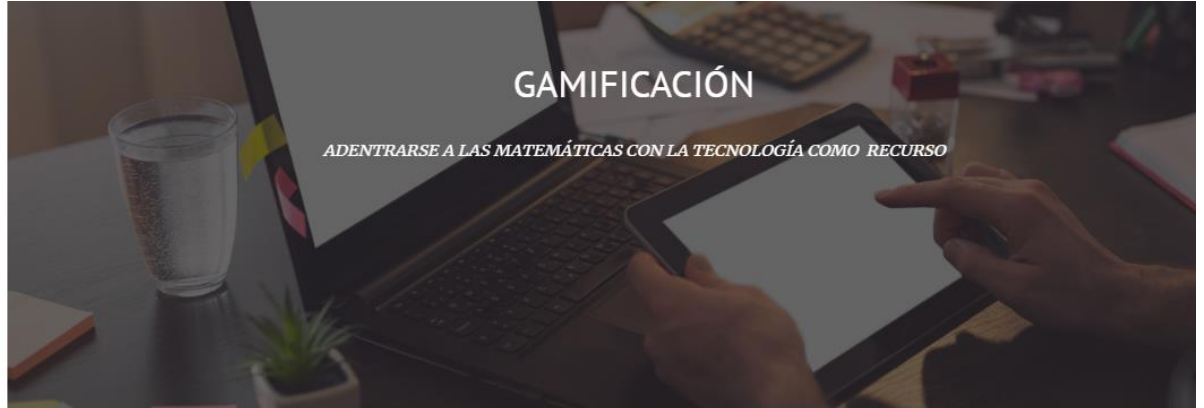 GAMIFICACIÓN
ADENTRARSE A LAS MATEMÁTICAS CON LA TECNOLOGÍA COMO RECURSO